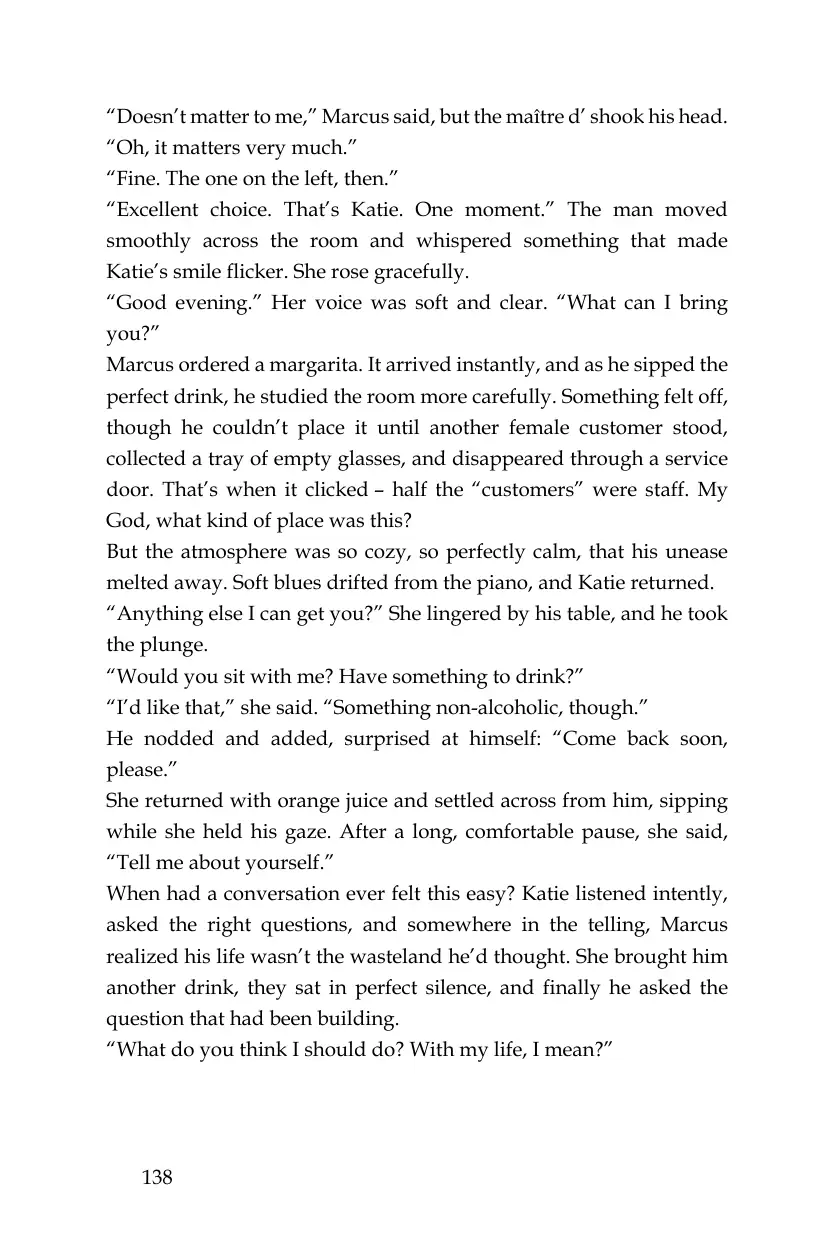 “Doesn’t matter to me,” Marcus said, but the maître d’ shook his head.
“Oh, it matters very much.”
“Fine. The one on the left, then.”
“Excellent choice. That’s Katie. One moment.” The man moved
smoothly across the room and whispered something that made
Katie’s smile flicker. She rose gracefully.
“Good evening.” Her voice was soft and clear. “What can I bring
you?”
Marcus ordered a margarita. It arrived instantly, and as he sipped the
perfect drink, he studied the room more carefully. Something felt off,
though he couldn’t place it until another female customer stood,
collected a tray of empty glasses, and disappeared through a service
door. That’s when it clicked – half the “customers” were staff. My
God, what kind of place was this?
But the atmosphere was so cozy, so perfectly calm, that his unease
melted away. Soft blues drifted from the piano, and Katie returned.
“Anything else I can get you?” She lingered by his table, and he took
the plunge.
“Would you sit with me? Have something to drink?”
“I’d like that,” she said. “Something non-alcoholic, though.”
He nodded and added, surprised at himself: “Come back soon,
please.”
She returned with orange juice and settled across from him, sipping
while she held his gaze. After a long, comfortable pause, she said,
“Tell me about yourself.”
When had a conversation ever felt this easy? Katie listened intently,
asked the right questions, and somewhere in the telling, Marcus
realized his life wasn’t the wasteland he’d thought. She brought him
another drink, they sat in perfect silence, and finally he asked the
question that had been building.
“What do you think I should do? With my life, I mean?”
138